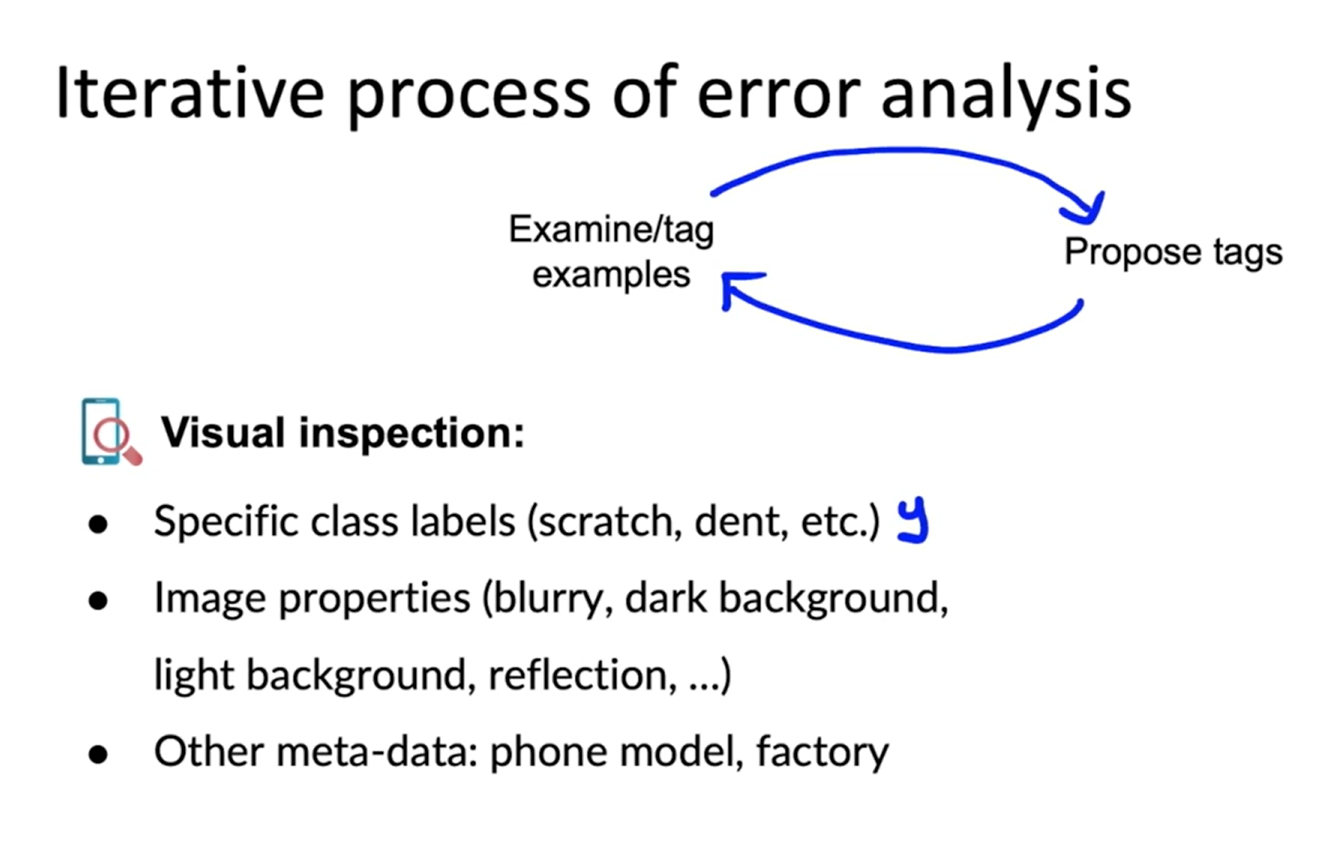 Iterative process of error analysis
Examine/tag
examples
Propose tags
Visual inspection:
● Specific class labels (scratch, dent, etc.) y
● Image properties (blurry, dark background,
light background, reflection, ...)
● Other meta-data: phone model, factory